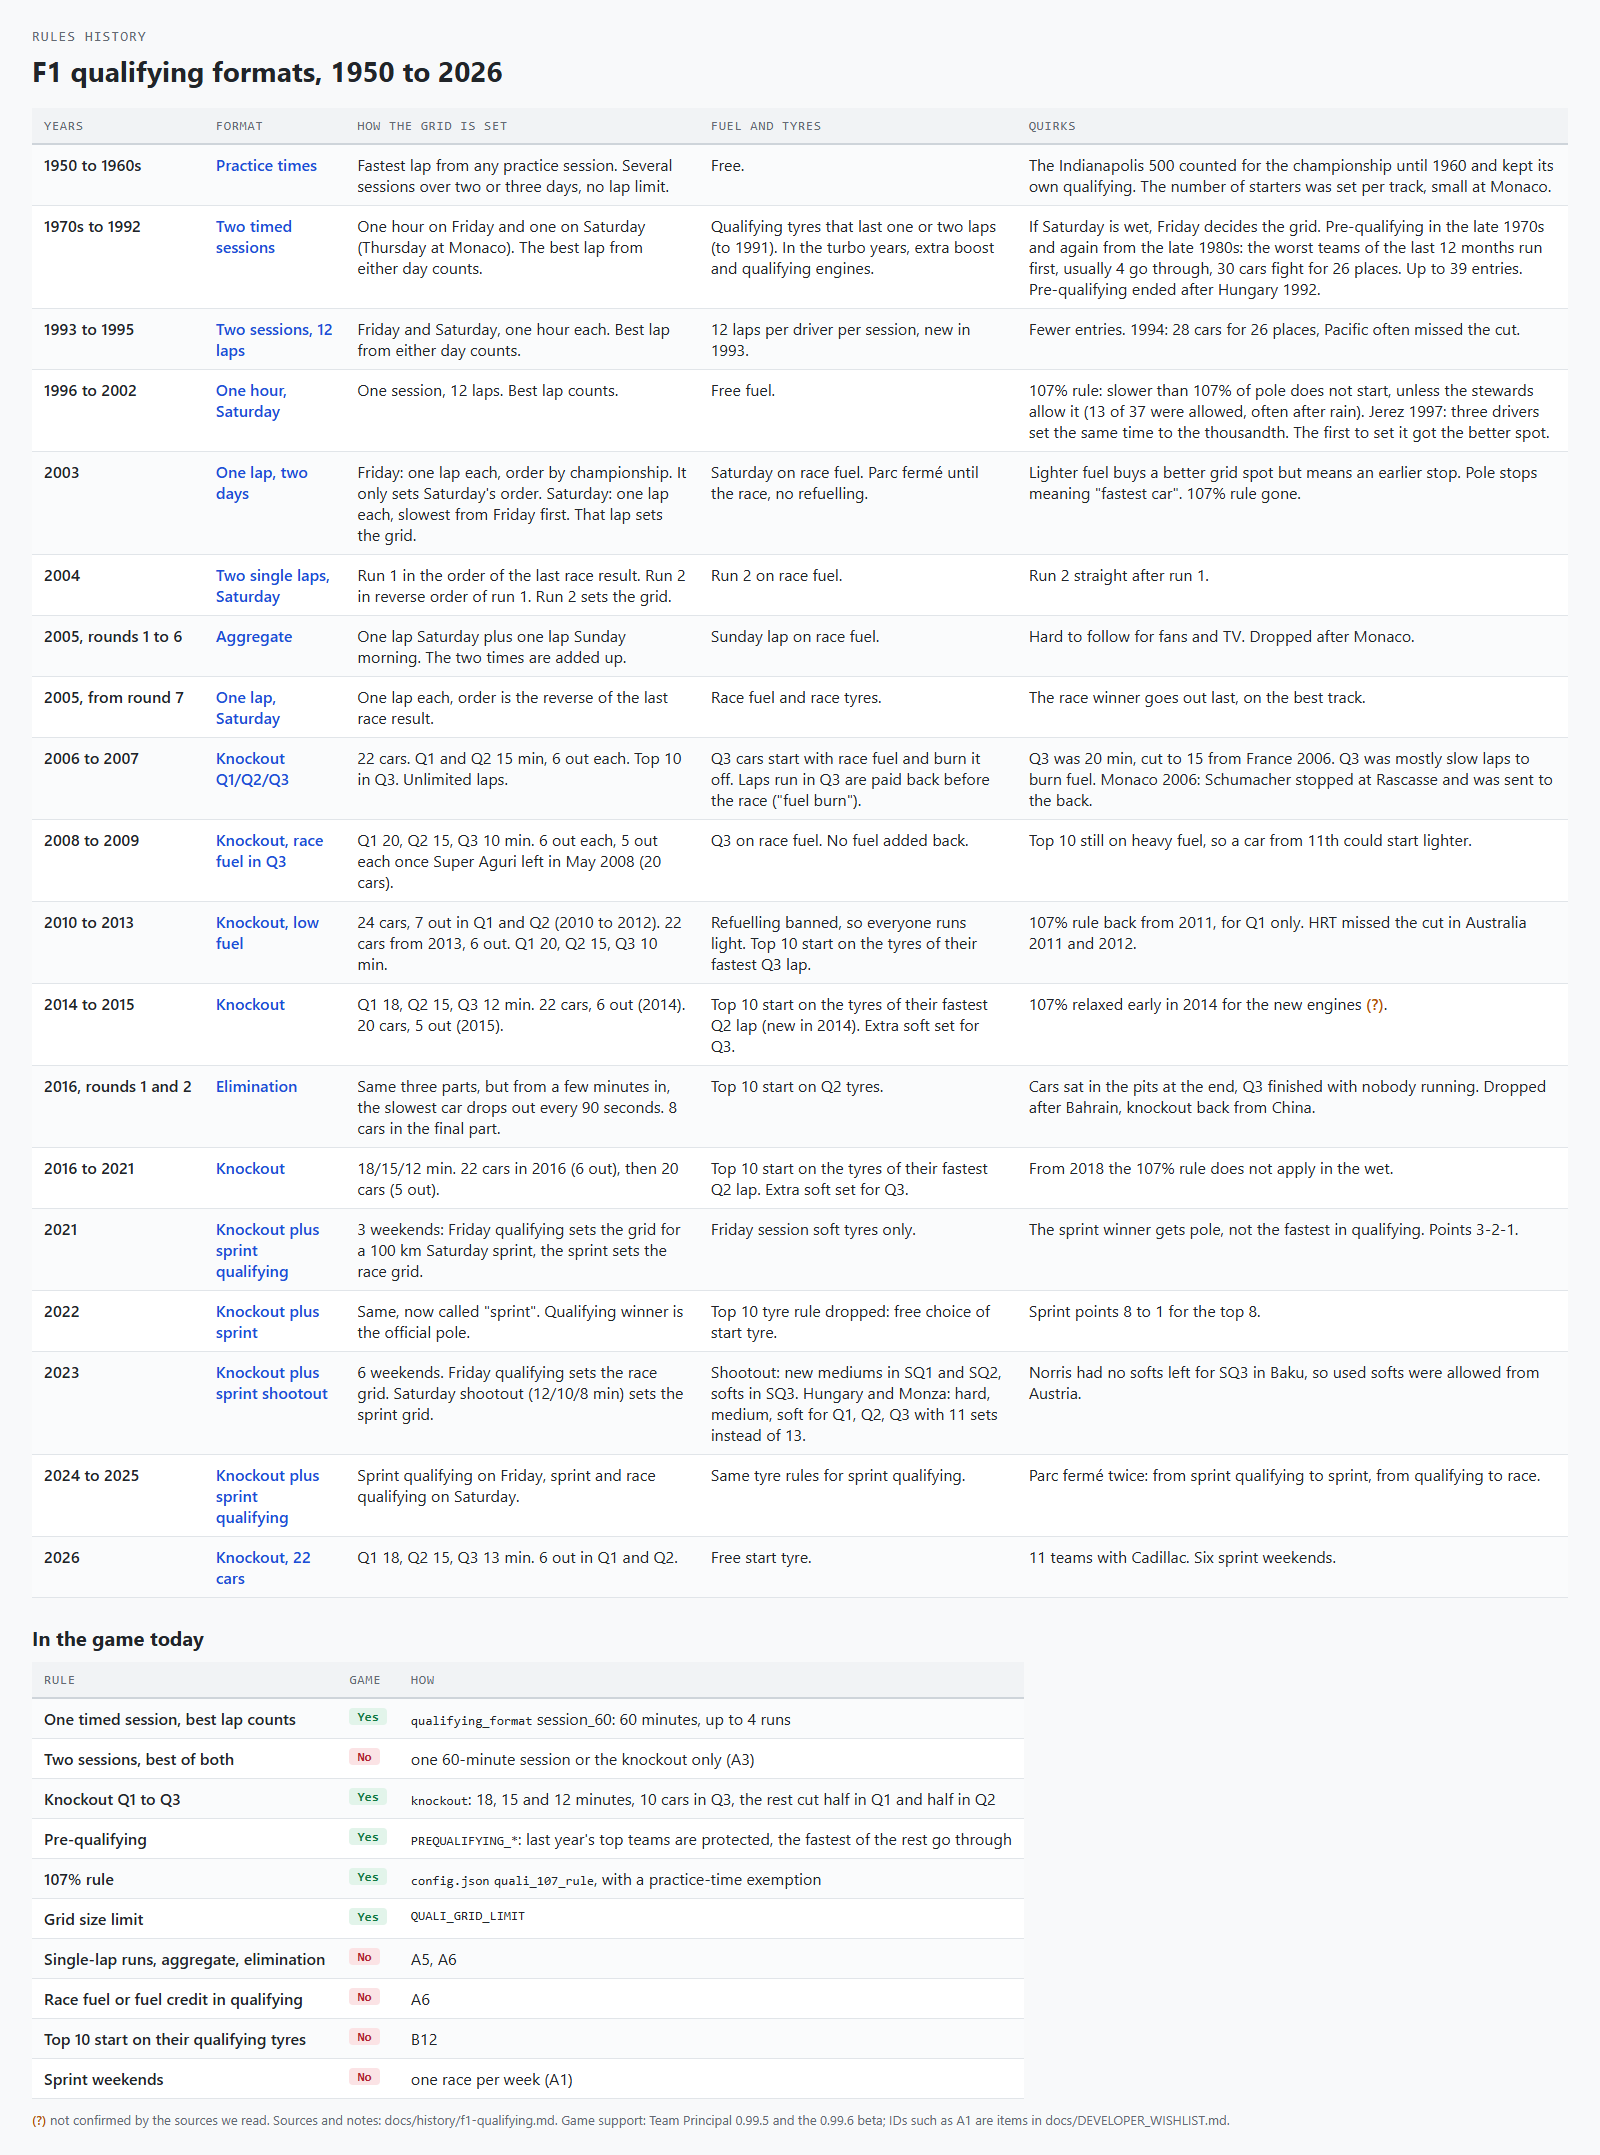 RULES HISTORY
F1 qualifying formats, 1950 to 2026
YEARS FORMAT HOW THE GRID IS SET FUEL AND TYRES QUIRKS
1950 to 1960s Practice times Fastest lap from any practice session. Several Free. The Indianapolis 500 counted for the championship until 1960 and kept its
sessions over two or three days, no lap limit. own qualifying. The number of starters was set per track, small at Monaco.
1970s to 1992 Two timed One hour on Friday and one on Saturday Qualifying tyres that last one or two laps If Saturday is wet, Friday decides the grid. Pre-qualifying in the late 1970s
sessions (Thursday at Monaco). The best lap from (to 1991). In the turbo years, extra boost and again from the late 1980s: the worst teams of the last 12 months run
either day counts. and qualifying engines. first, usually 4 go through, 30 cars fight for 26 places. Up to 39 entries.
Pre-qualifying ended after Hungary 1992.
1993 to 1995 Two sessions, 12 Friday and Saturday, one hour each. Best lap 12 laps per driver per session, new in Fewer entries. 1994: 28 cars for 26 places, Pacific often missed the cut.
laps from either day counts. 1993.
1996 to 2002 One hour, One session, 12 laps. Best lap counts. Free fuel. 107% rule: slower than 107% of pole does not start, unless the stewards
Saturday allow it (13 of 37 were allowed, often after rain). Jerez 1997: three drivers
set the same time to the thousandth. The first to set it got the better spot.
2003 One lap, two Friday: one lap each, order by championship. It Saturday on race fuel. Parc fermé until Lighter fuel buys a better grid spot but means an earlier stop. Pole stops
days only sets Saturday's order. Saturday: one lap the race, no refuelling. meaning "fastest car". 107% rule gone.
each, slowest from Friday first. That lap sets
the grid.
2004 Two single laps, Run 1 in the order of the last race result. Run 2 Run 2 on race fuel. Run 2 straight after run 1.
Saturday in reverse order of run 1. Run 2 sets the grid.
2005, rounds 1 to 6 Aggregate One lap Saturday plus one lap Sunday Sunday lap on race fuel. Hard to follow for fans and TV. Dropped after Monaco.
morning. The two times are added up.
2005, from round 7 One lap, One lap each, order is the reverse of the last Race fuel and race tyres. The race winner goes out last, on the best track.
Saturday race result.
2006 to 2007 Knockout 22 cars. Q1 and Q2 15 min, 6 out each. Top 10 Q3 cars start with race fuel and burn it Q3 was 20 min, cut to 15 from France 2006. Q3 was mostly slow laps to
Q1/Q2/Q3 in Q3. Unlimited laps. off. Laps run in Q3 are paid back before burn fuel. Monaco 2006: Schumacher stopped at Rascasse and was sent to
the race ("fuel burn"). the back.
2008 to 2009 Knockout, race Q1 20, Q2 15, Q3 10 min. 6 out each, 5 out Q3 on race fuel. No fuel added back. Top 10 still on heavy fuel, so a car from 11th could start lighter.
fuel in Q3 each once Super Aguri left in May 2008 (20
cars).
2010 to 2013 Knockout, low 24 cars, 7 out in Q1 and Q2 (2010 to 2012). 22 Refuelling banned, so everyone runs 107% rule back from 2011, for Q1 only. HRT missed the cut in Australia
fuel cars from 2013, 6 out. Q1 20, Q2 15, Q3 10 light. Top 10 start on the tyres of their 2011 and 2012.
min. fastest Q3 lap.
2014 to 2015 Knockout Q1 18, Q2 15, Q3 12 min. 22 cars, 6 out (2014). Top 10 start on the tyres of their fastest 107% relaxed early in 2014 for the new engines (?).
20 cars, 5 out (2015). Q2 lap (new in 2014). Extra soft set for
Q3.
2016, rounds 1 and 2 Elimination Same three parts, but from a few minutes in, Top 10 start on Q2 tyres. Cars sat in the pits at the end, Q3 finished with nobody running. Dropped
the slowest car drops out every 90 seconds. 8 after Bahrain, knockout back from China.
cars in the final part.
2016 to 2021 Knockout 18/15/12 min. 22 cars in 2016 (6 out), then 20 Top 10 start on the tyres of their fastest From 2018 the 107% rule does not apply in the wet.
cars (5 out). Q2 lap. Extra soft set for Q3.
2021 Knockout plus 3 weekends: Friday qualifying sets the grid for Friday session soft tyres only. The sprint winner gets pole, not the fastest in qualifying. Points 3-2-1.
sprint a 100 km Saturday sprint, the sprint sets the
qualifying race grid.
2022 Knockout plus Same, now called "sprint". Qualifying winner is Top 10 tyre rule dropped: free choice of Sprint points 8 to 1 for the top 8.
sprint the official pole. start tyre.
2023 Knockout plus 6 weekends. Friday qualifying sets the race Shootout: new mediums in SQ1 and SQ2, Norris had no softs left for SQ3 in Baku, so used softs were allowed from
sprint shootout grid. Saturday shootout (12/10/8 min) sets the softs in SQ3. Hungary and Monza: hard, Austria.
sprint grid. medium, soft for Q1, Q2, Q3 with 11 sets
instead of 13.
2024 to 2025 Knockout plus Sprint qualifying on Friday, sprint and race Same tyre rules for sprint qualifying. Parc fermé twice: from sprint qualifying to sprint, from qualifying to race.
sprint qualifying on Saturday.
qualifying
2026 Knockout, 22 Q1 18, Q2 15, Q3 13 min. 6 out in Q1 and Q2. Free start tyre. 11 teams with Cadillac. Six sprint weekends.
cars
In the game today
RULE GAME HOW
One timed session, best lap counts Yes qualifying_format session_60: 60 minutes, up to 4 runs
Two sessions, best of both No one 60-minute session or the knockout only (A3)
Knockout Q1 to Q3 Yes knockout: 18, 15 and 12 minutes, 10 cars in Q3, the rest cut half in Q1 and half in Q2
Pre-qualifying Yes PREQUALIFYING_*: last year's top teams are protected, the fastest of the rest go through
107% rule Yes config.json quali_107_rule, with a practice-time exemption
Grid size limit Yes QUALI_GRID_LIMIT
Single-lap runs, aggregate, elimination No A5, A6
Race fuel or fuel credit in qualifying No A6
Top 10 start on their qualifying tyres No B12
Sprint weekends No one race per week (A1)
(?) not confirmed by the sources we read. Sources and notes: docs/history/f1-qualifying.md. Game support: Team Principal 0.99.5 and the 0.99.6 beta; IDs such as A1 are items in docs/DEVELOPER_WISHLIST.md.